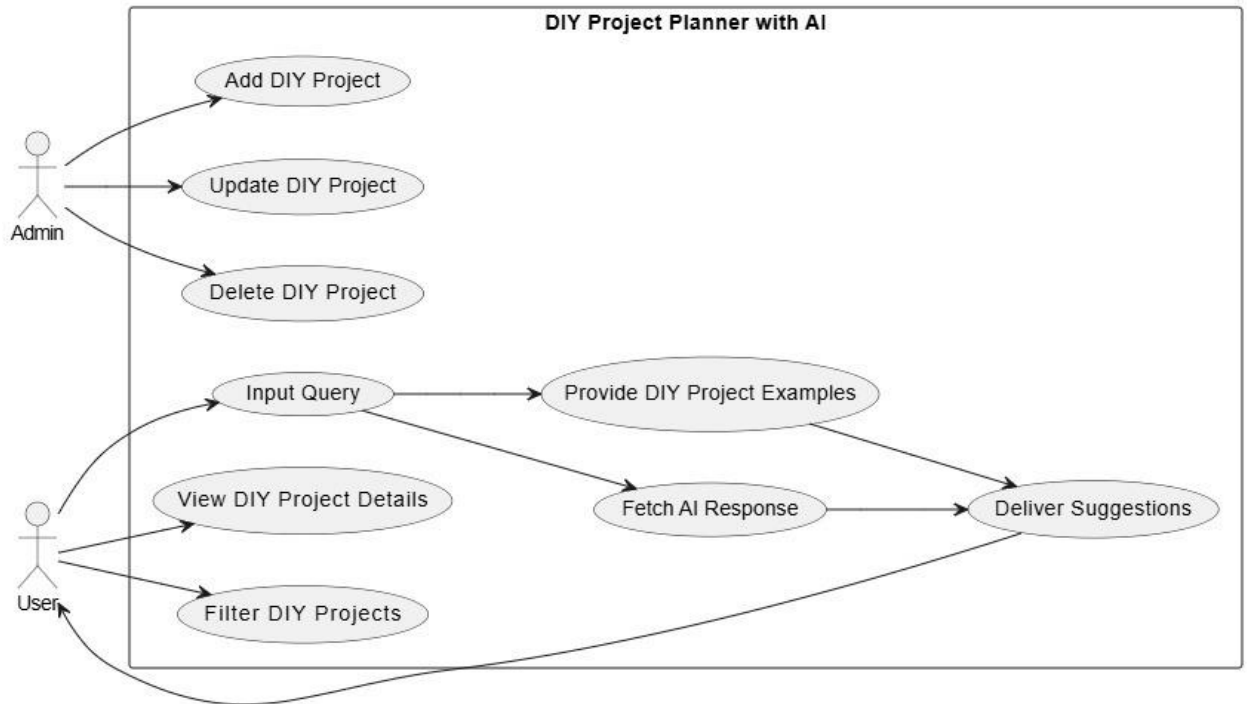 DIY Project Planner with AI
Add DIY Project
Update DIY Project
Admin
Delete DIY Project
Input Query
Provide DIY Project Examples
View DIY Project Details
Fetch AI Response
Deliver Suggestions
User
Filter DIY Projects